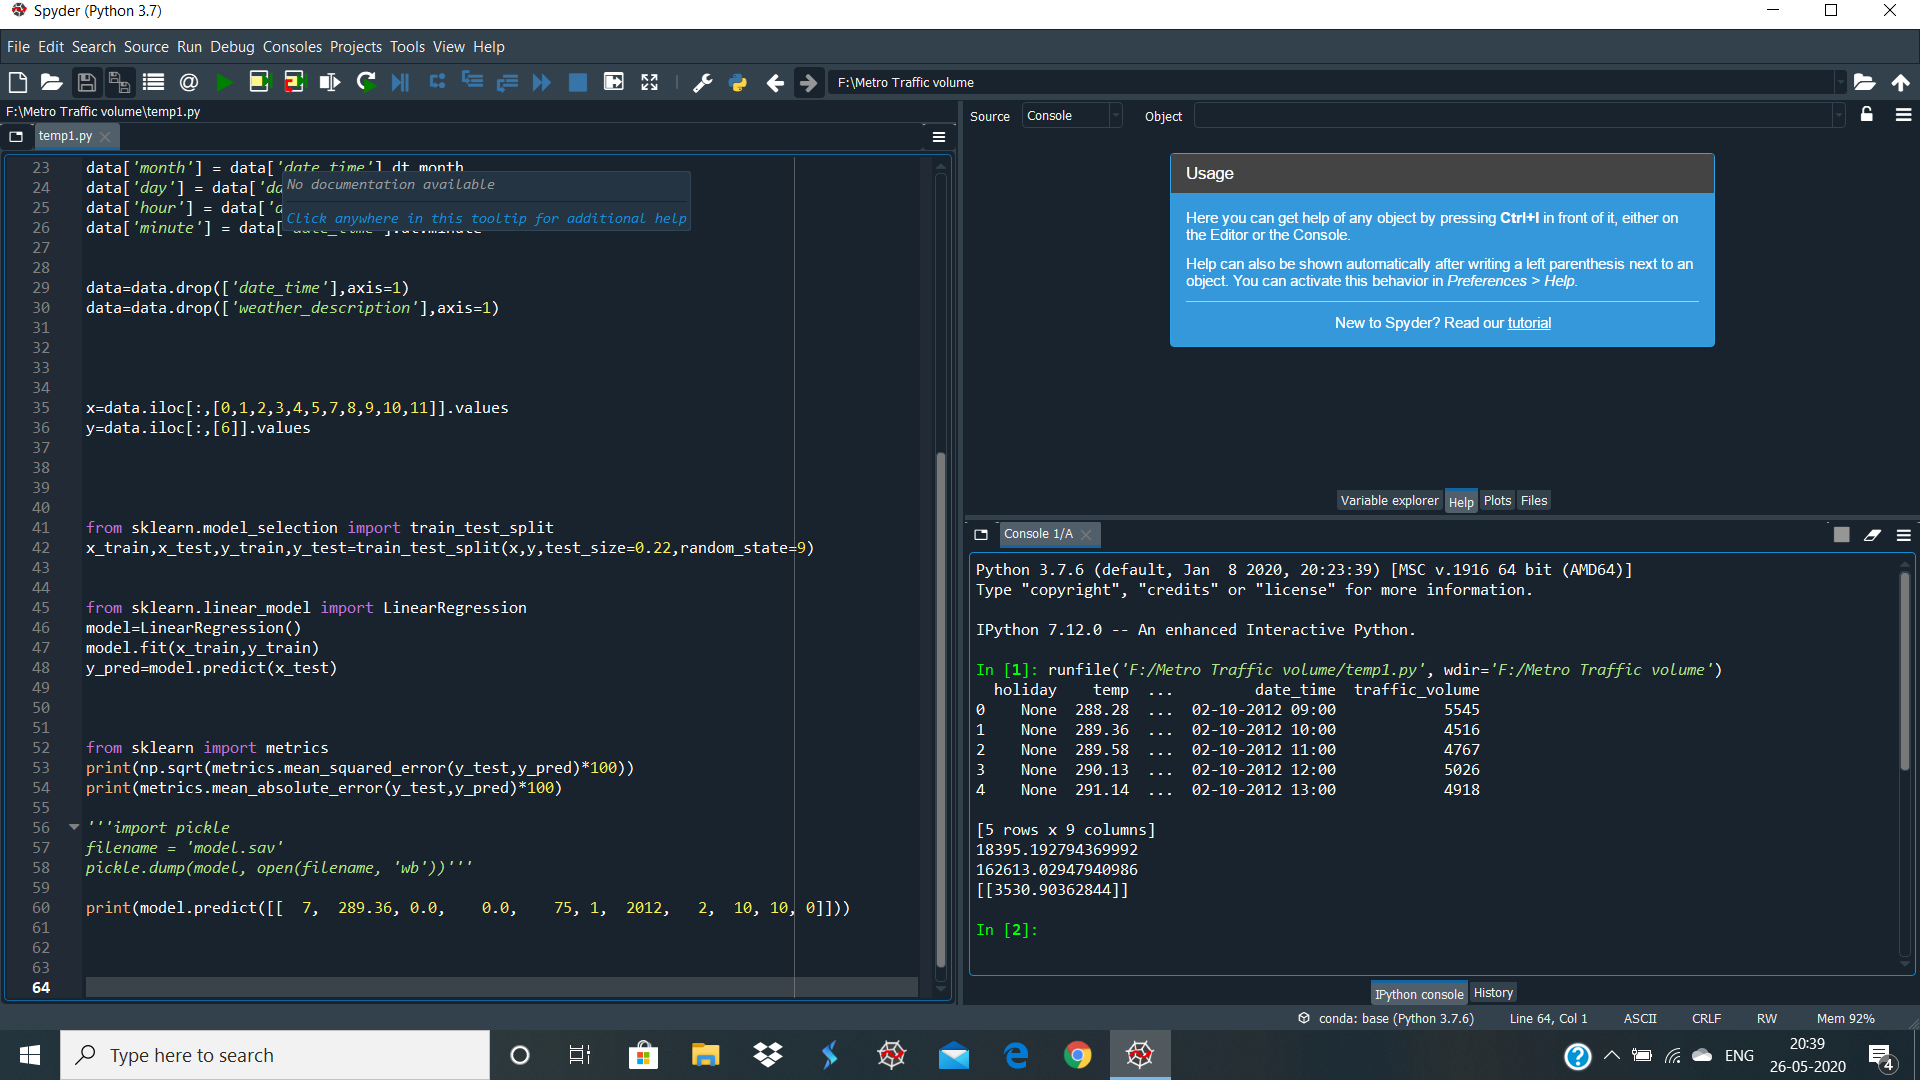 Spyder (Python 3.7)
File Edit Search Source Run Debug Consoles Projects Tools View Help
F:\Metro Traffic volume
F:\Metro Traffic volume\temp1.py
temp1.py
23 data['month'] = data['date_time'].dt.month
24 data['day'] = data['da
25 data['hour'] = data['d
26 data['minute'] = data['date_time'].dt.minute
No documentation available
Click anywhere in this tooltip for additional help
27
28
29 data=data.drop(['date_time'],axis=1)
30 data=data.drop(['weather_description'],axis=1)
31
32
33
34
35 x=data.iloc[:,[0,1,2,3,4,5,7,8,9,10,11]].values
36 y=data.iloc[:,[6]].values
37
38
39
40
41 from sklearn.model_selection import train_test_split
42 x_train,x_test,y_train,y_test=train_test_split(x,y,test_size=0.22,random_state=9)
43
44
45 from sklearn.linear_model import LinearRegression
46 model=LinearRegression()
47 model.fit(x_train,y_train)
48 y_pred=model.predict(x_test)
49
50
51
52 from sklearn import metrics
53 print(np.sqrt(metrics.mean_squared_error(y_test,y_pred)*100))
54 print(metrics.mean_absolute_error(y_test,y_pred)*100)
55
56 '''import pickle
57 filename = 'model.sav'
58 pickle.dump(model, open(filename, 'wb'))'''
59
60 print(model.predict([[ 7, 289.36, 0.0, 0.0, 75, 1, 2012, 2, 10, 10, 0]]))
61
62
63
64
Source Console Object
Usage
Here you can get help of any object by pressing Ctrl+I in front of it, either on
the Editor or the Console.
Help can also be shown automatically after writing a left parenthesis next to an
object. You can activate this behavior in Preferences > Help.
New to Spyder? Read our tutorial
Variable explorer Help Plots Files
Console 1/A
Python 3.7.6 (default, Jan 8 2020, 20:23:39) [MSC v.1916 64 bit (AMD64)]
Type "copyright", "credits" or "license" for more information.
IPython 7.12.0 -- An enhanced Interactive Python.
In [1]: runfile('F:/Metro Traffic volume/temp1.py', wdir='F:/Metro Traffic volume')
holiday temp ... date_time traffic_volume
0 None 288.28 ... 02-10-2012 09:00 5545
1 None 289.36 ... 02-10-2012 10:00 4516
2 None 289.58 ... 02-10-2012 11:00 4767
3 None 290.13 ... 02-10-2012 12:00 5026
4 None 291.14 ... 02-10-2012 13:00 4918
[5 rows x 9 columns]
18395.192794369992
162613.02947940986
[[3530.90362844]]
In [2]:
IPython console History
conda: base (Python 3.7.6) Line 64, Col 1 ASCII CRLF RW Mem 92%
Type here to search
ENG
20:39
26-05-2020
4